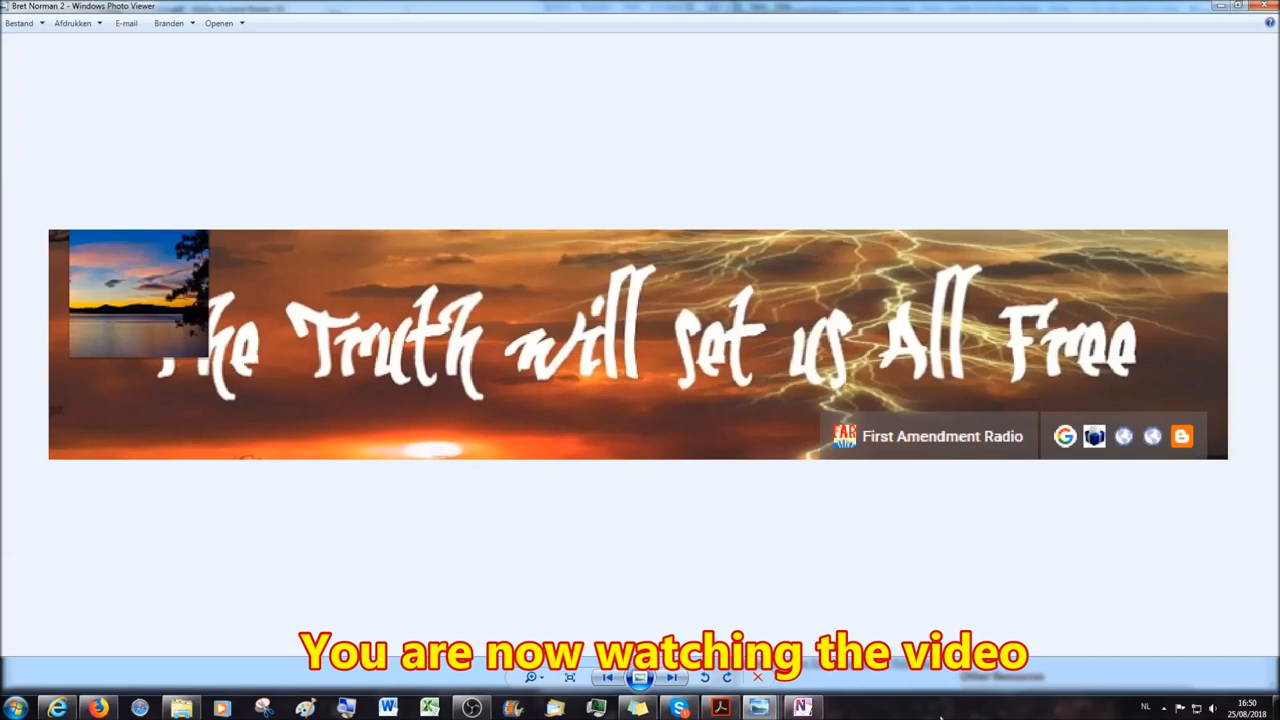 Bret Norman 2 - Windows Photo Viewer
Bestand Afdrukken E-mail Branden Openen
The Truth will set us All Free
First Amendment Radio
You are now watching the video
NL 16:50
25/08/2018